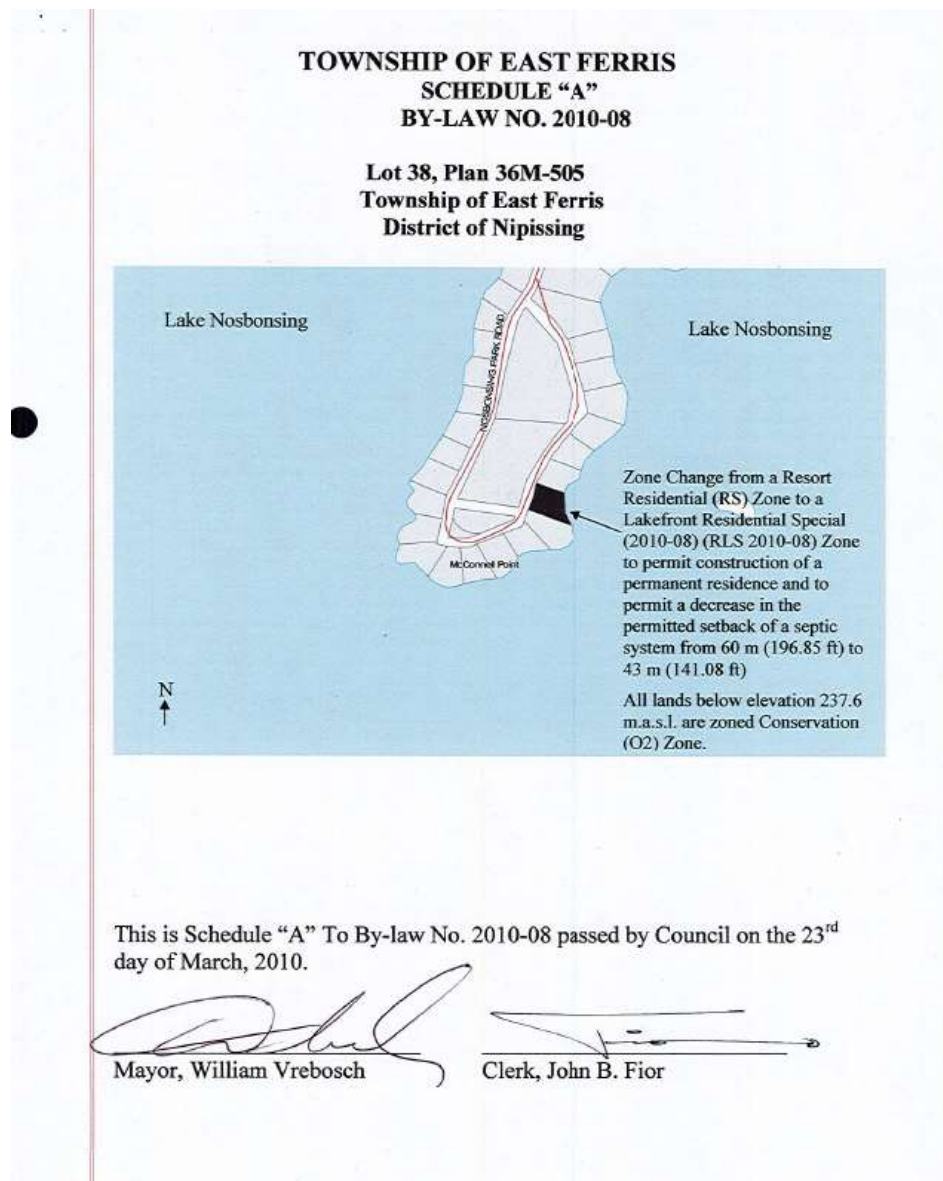 TOWNSHIP OF EAST FERRIS
SCHEDULE “A”
BY-LAW NO. 2010-08
Lot 38, Plan 36M-505
Township of East Ferris
District of Nipissing
Lake Nosbonsing
Lake Nosbonsing
NOSBONSING PARK ROAD
McConnell Point
Zone Change from a Resort
Residential (RS) Zone to a
Lakefront Residential Special
(2010-08) (RLS 2010-08) Zone
to permit construction of a
permanent residence and to
permit a decrease in the
permitted setback of a septic
system from 60 m (196.85 ft) to
43 m (141.08 ft)
All lands below elevation 237.6
m.a.s.l. are zoned Conservation
(O2) Zone.
N
This is Schedule “A” To By-law No. 2010-08 passed by Council on the 23rd
day of March, 2010.
Mayor, William Vrebosch
Clerk, John B. Fior